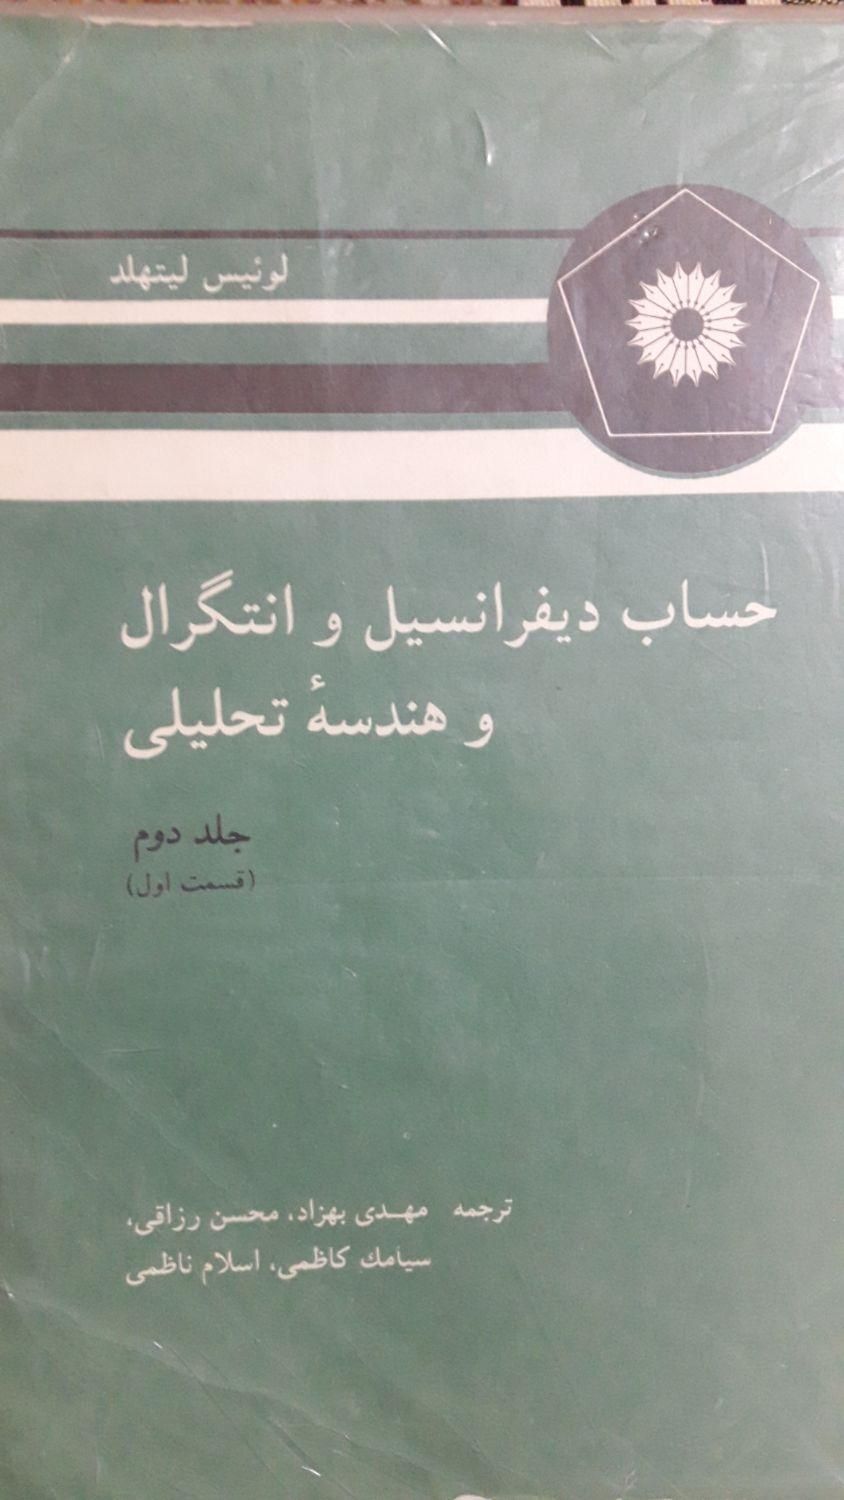 لوئیس لیتهلد
حساب دیفرانسیل و انتگرال
و هندسهٔ تحلیلی
جلد دوم
(قسمت اول)
ترجمه مهدی بهزاد، محسن رزاقی،
سیامك کاظمی، اسلام ناظمی